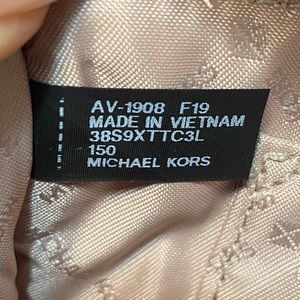 AV-1908 F19
MADE IN VIETNAM
38S9XTTC3L
150
MICHAEL KORS